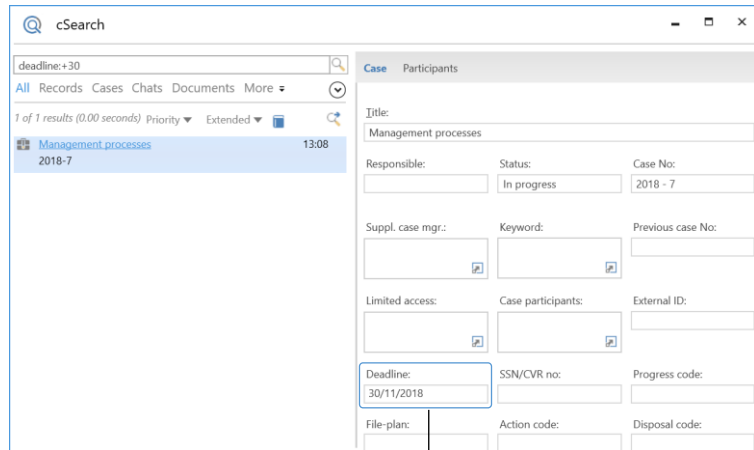 cSearch
deadline:+30
All Records Cases Chats Documents More
1 of 1 results (0.00 seconds) Priority Extended
Management processes 13:08
2018-7
Case Participants
Title:
Management processes
Responsible: Status: Case No:
In progress 2018 - 7
Suppl. case mgr.: Keyword: Previous case No:
Limited access: Case participants: External ID:
Deadline: SSN/CVR no: Progress code:
30/11/2018
File-plan: Action code: Disposal code: